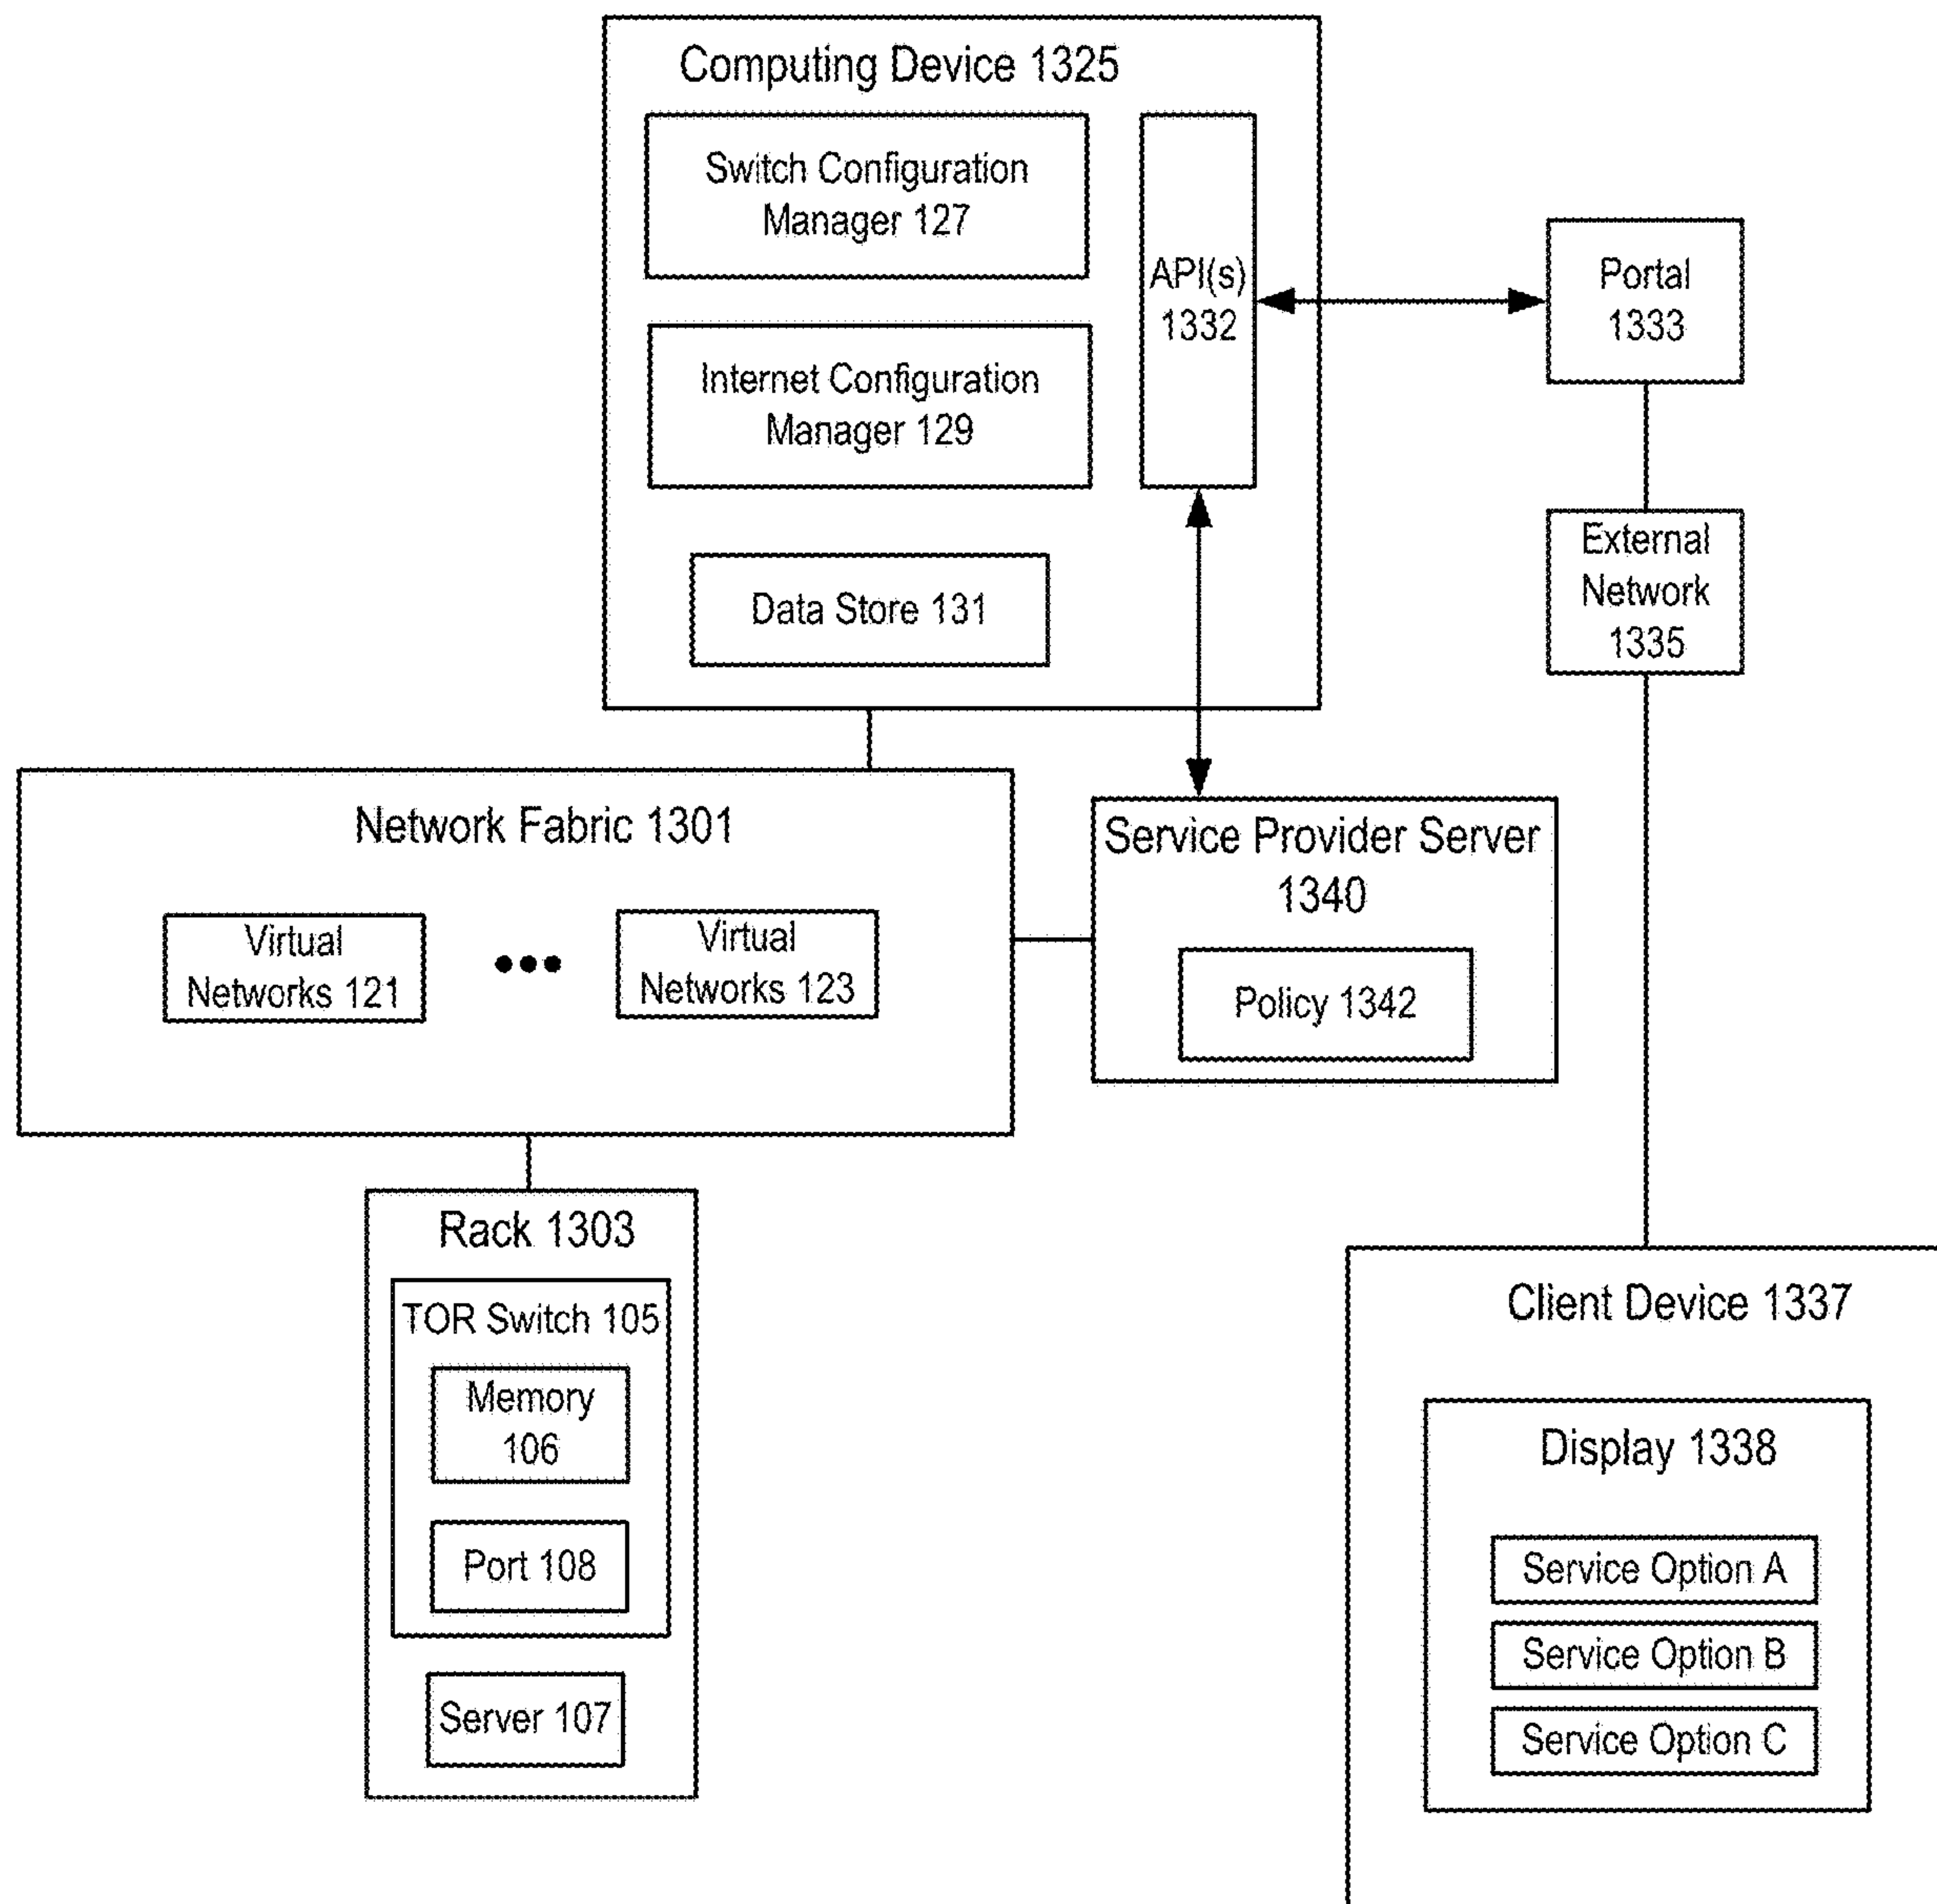 Computing Device 1325
Switch Configuration
Manager 127
API(s)
1332
Internet Configuration
Manager 129
Data Store 131
Portal
1333
External
Network
1335
Network Fabric 1301
Virtual
Networks 121
Virtual
Networks 123
Service Provider Server
1340
Policy 1342
Rack 1303
TOR Switch 105
Memory
106
Port 108
Server 107
Client Device 1337
Display 1338
Service Option A
Service Option B
Service Option C